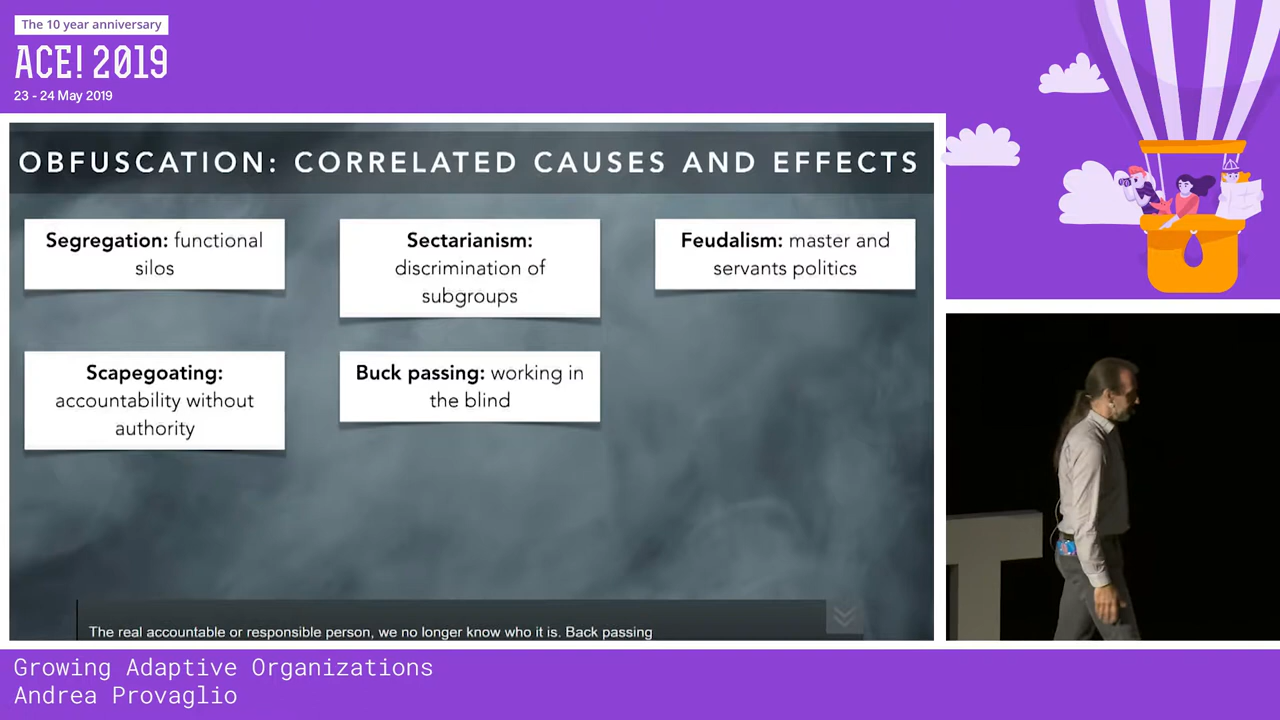 The 10 year anniversary
ACE! 2019
23 - 24 May 2019
OBFUSCATION: CORRELATED CAUSES AND EFFECTS
Segregation: functional
silos
Sectarianism:
discrimination of
subgroups
Feudalism: master and
servants politics
Scapegoating:
accountability without
authority
Buck passing: working in
the blind
The real accountable or responsible person, we no longer know who it is. Back passing
Growing Adaptive Organizations
Andrea Provaglio